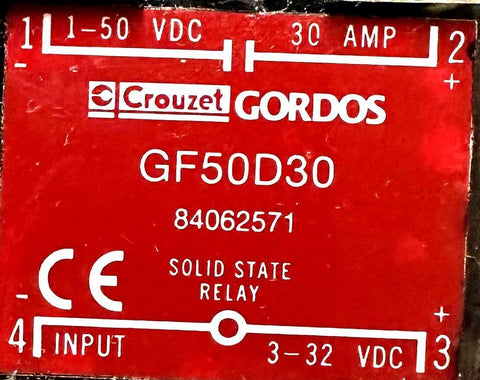 1 1-50 VDC 30 AMP 2
- +
Crouzet GORDOS
GF50D30
84062571
CE SOLID STATE
RELAY
- +
4 INPUT 3-32 VDC 3